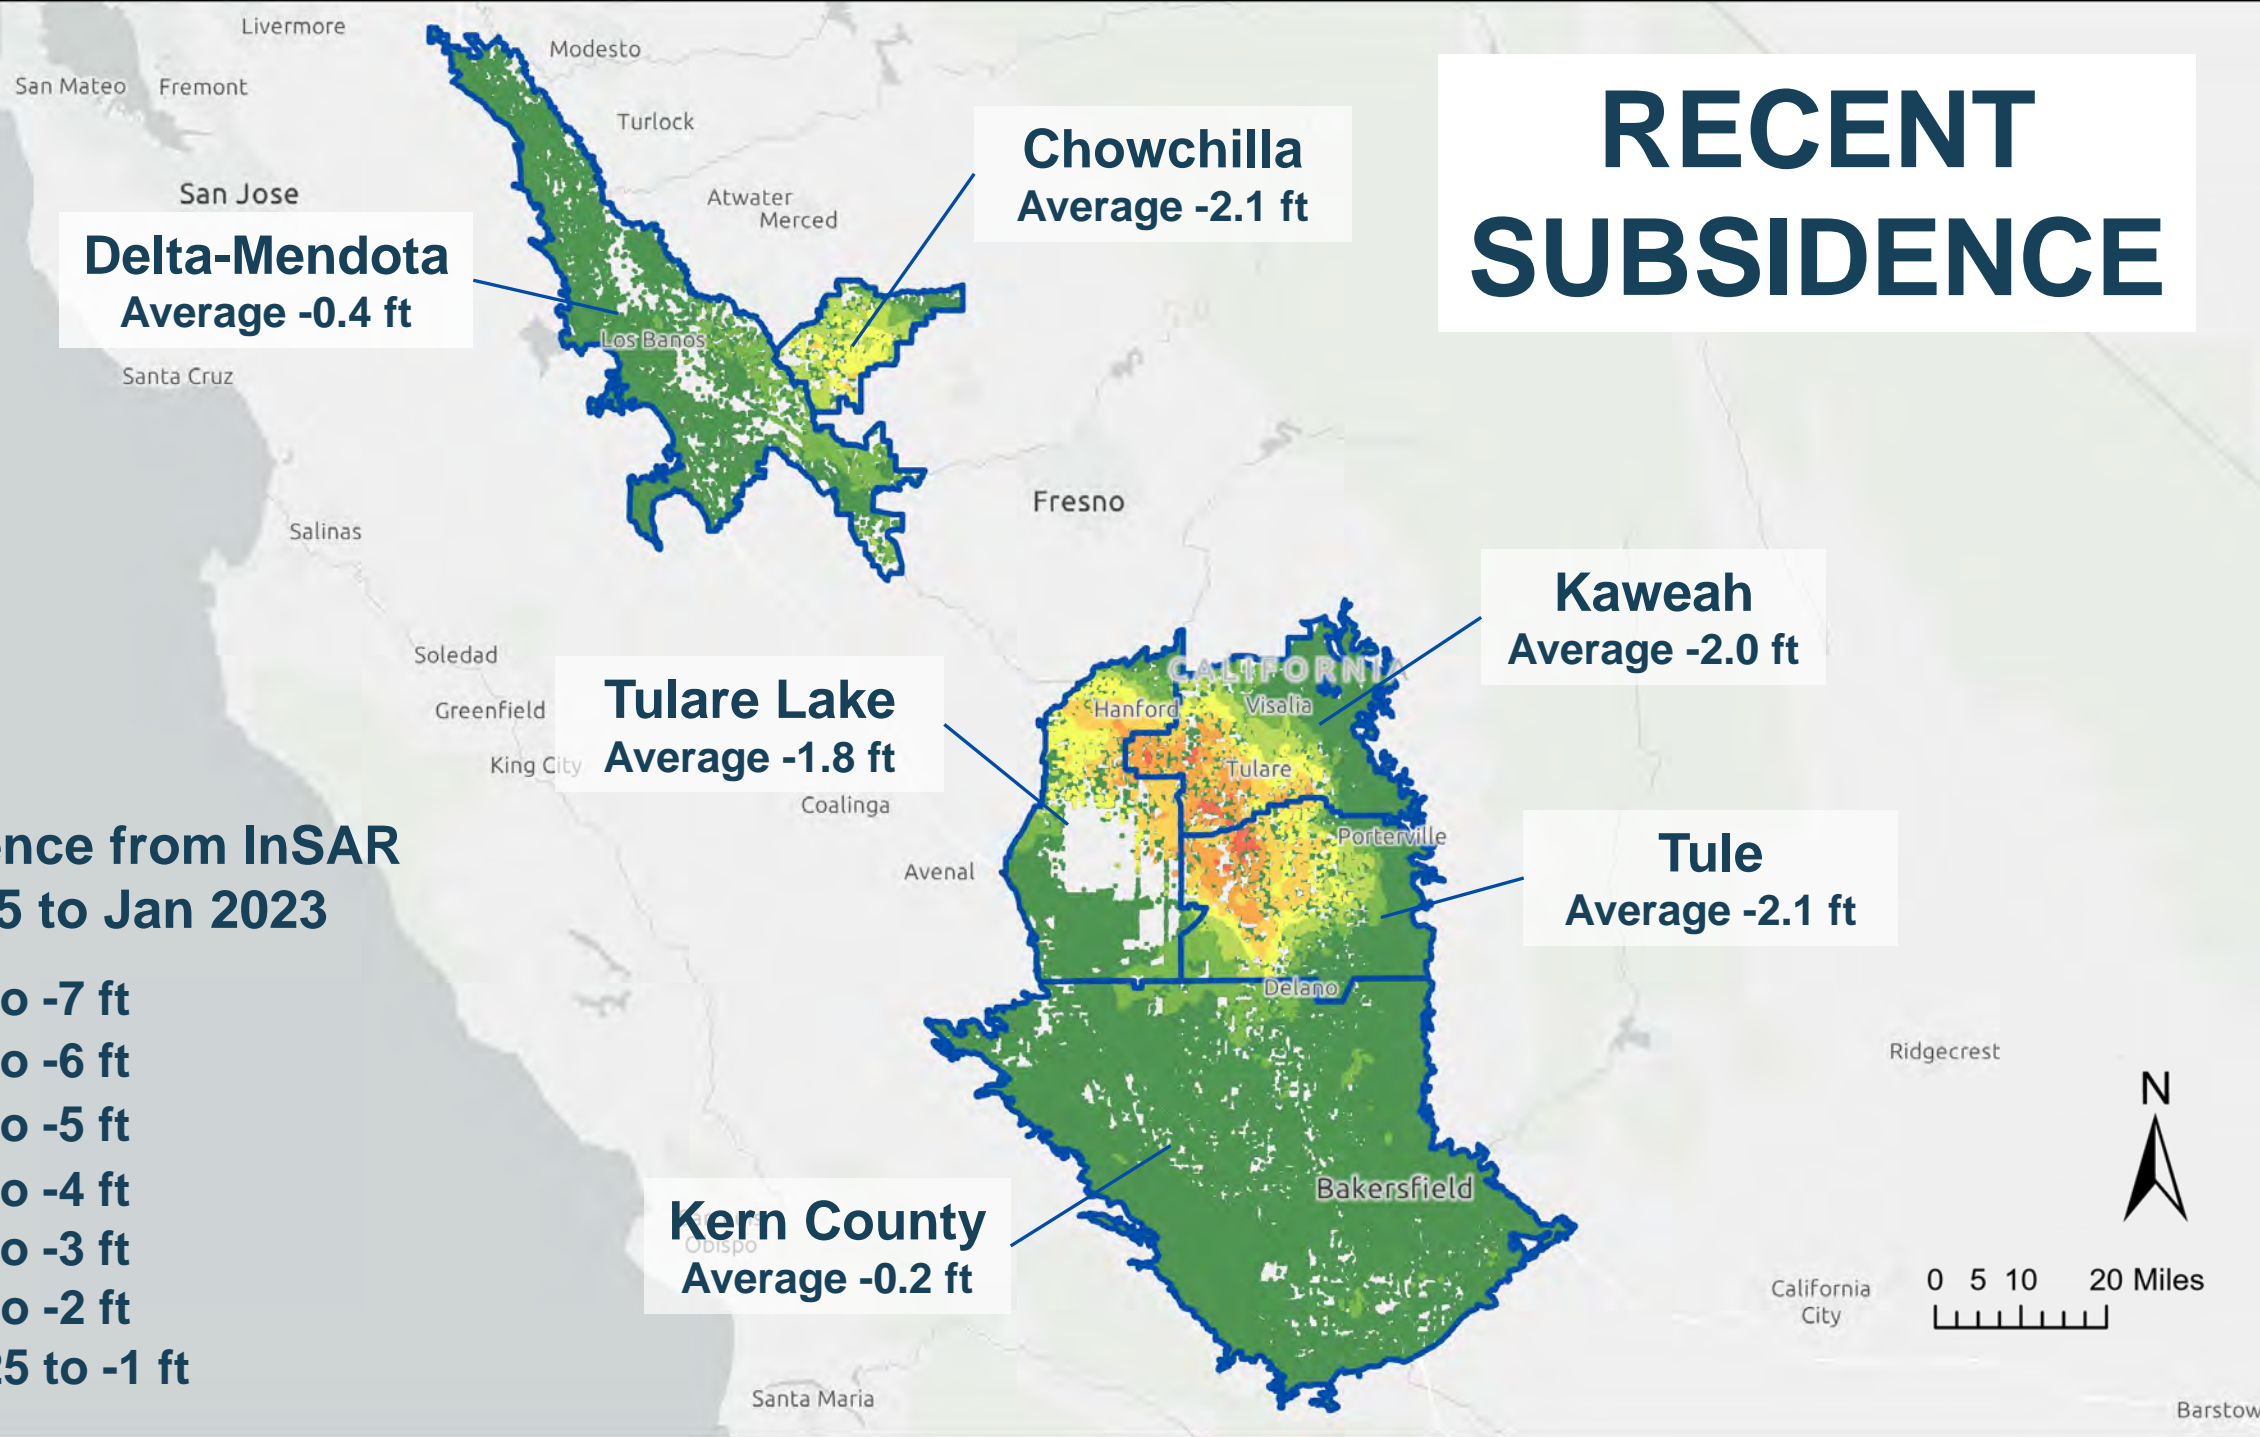 RECENT
SUBSIDENCE
Livermore
Modesto
San Mateo
Fremont
Turlock
San Jose
Atwater
Merced
Chowchilla
Average -2.1 ft
Delta-Mendota
Average -0.4 ft
Los Banos
Santa Cruz
Salinas
Fresno
Kaweah
Average -2.0 ft
Soledad
CALIFORNIA
Tulare Lake
Average -1.8 ft
Hanford
Visalia
Greenfield
King City
Tulare
Coalinga
Porterville
Tule
Average -2.1 ft
Avenal
ence from InSAR
5 to Jan 2023
o -7 ft
o -6 ft
o -5 ft
o -4 ft
o -3 ft
o -2 ft
25 to -1 ft
Delano
Ridgecrest
N
Bakersfield
Kern County
Average -0.2 ft
Obispo
California
City
0 5 10 20 Miles
Santa Maria
Barstow